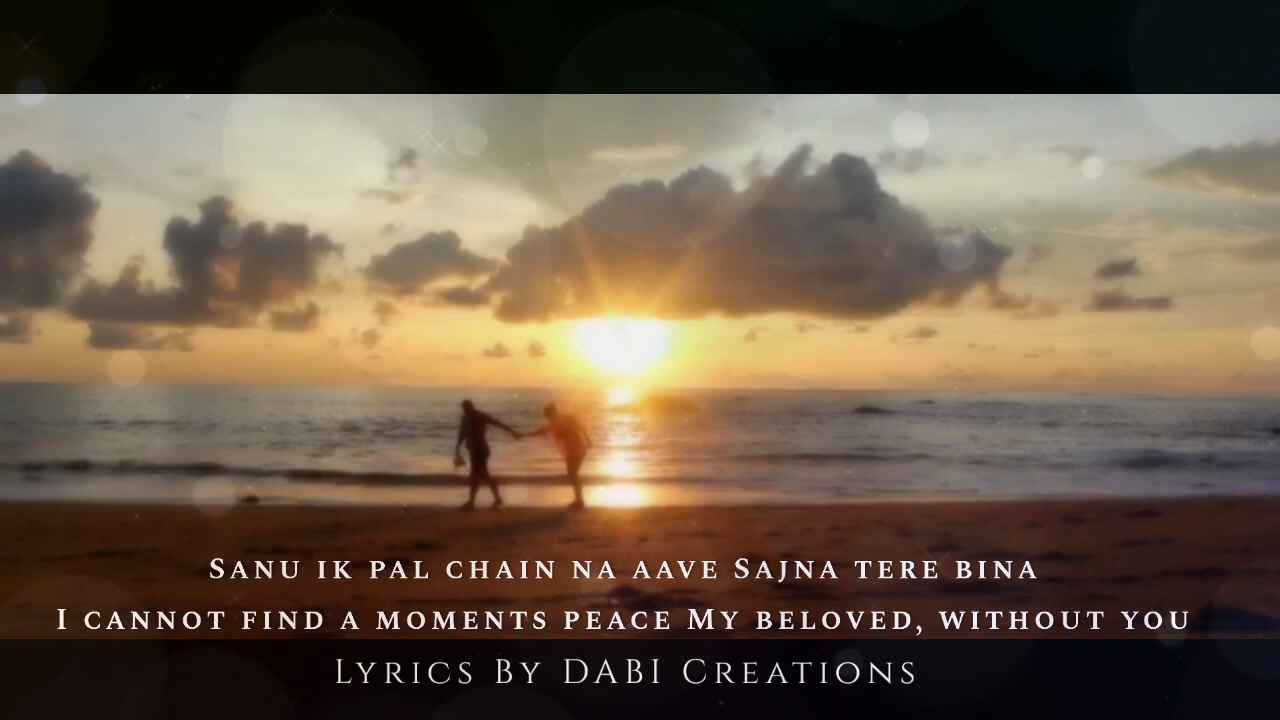 Sanu ik pal chain na aave Sajna tere bina
I cannot find a moments peace My beloved, without you
Lyrics By DABI Creations